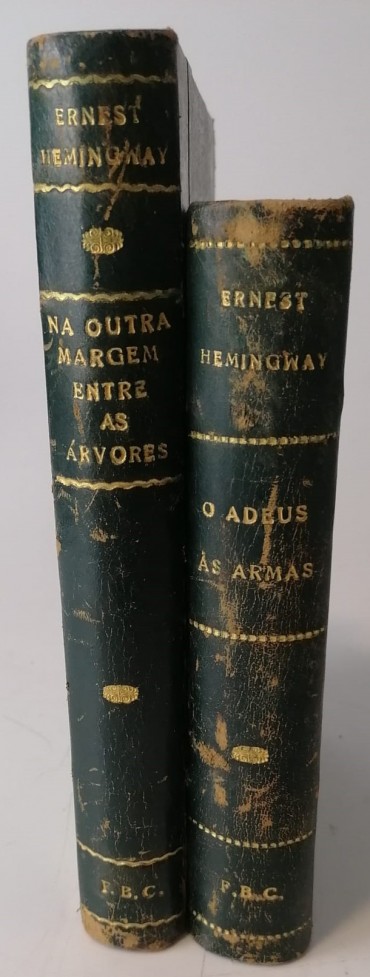 ERNEST
HEMINGWAY
NA OUTRA
MARGEM
ENTRE
AS
ÁRVORES
F.B.C.
ERNEST
HEMINGWAY
O ADEUS
ÀS ARMAS
F.B.C.